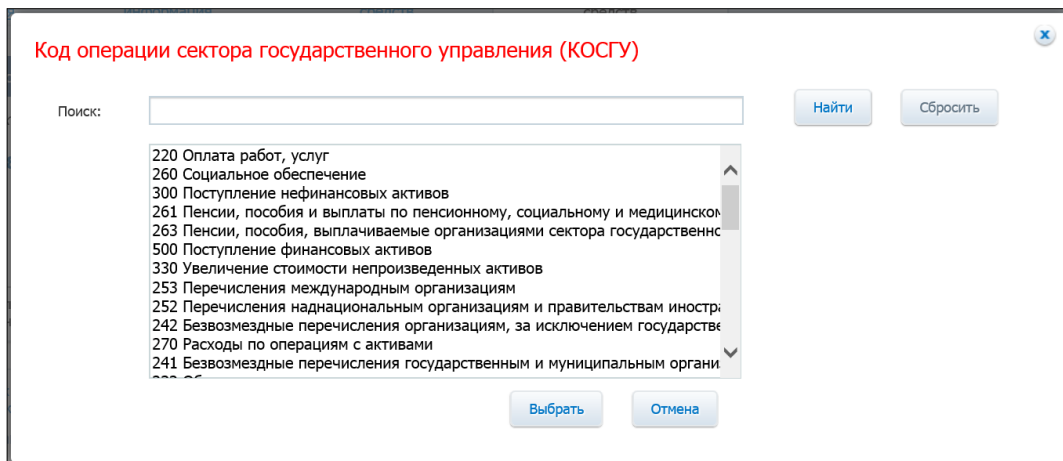 Код операции сектора государственного управления (КОСГУ)
x
Поиск:
Найти
Сбросить
220 Оплата работ, услуг
260 Социальное обеспечение
300 Поступление нефинансовых активов
261 Пенсии, пособия и выплаты по пенсионному, социальному и медицинском
263 Пенсии, пособия, выплачиваемые организациями сектора государственно
500 Поступление финансовых активов
330 Увеличение стоимости непроизведенных активов
253 Перечисления международным организациям
252 Перечисления наднациональным организациям и правительствам иностра
242 Безвозмездные перечисления организациям, за исключением государстве
270 Расходы по операциям с активами
241 Безвозмездные перечисления государственным и муниципальным органи
Выбрать
Отмена